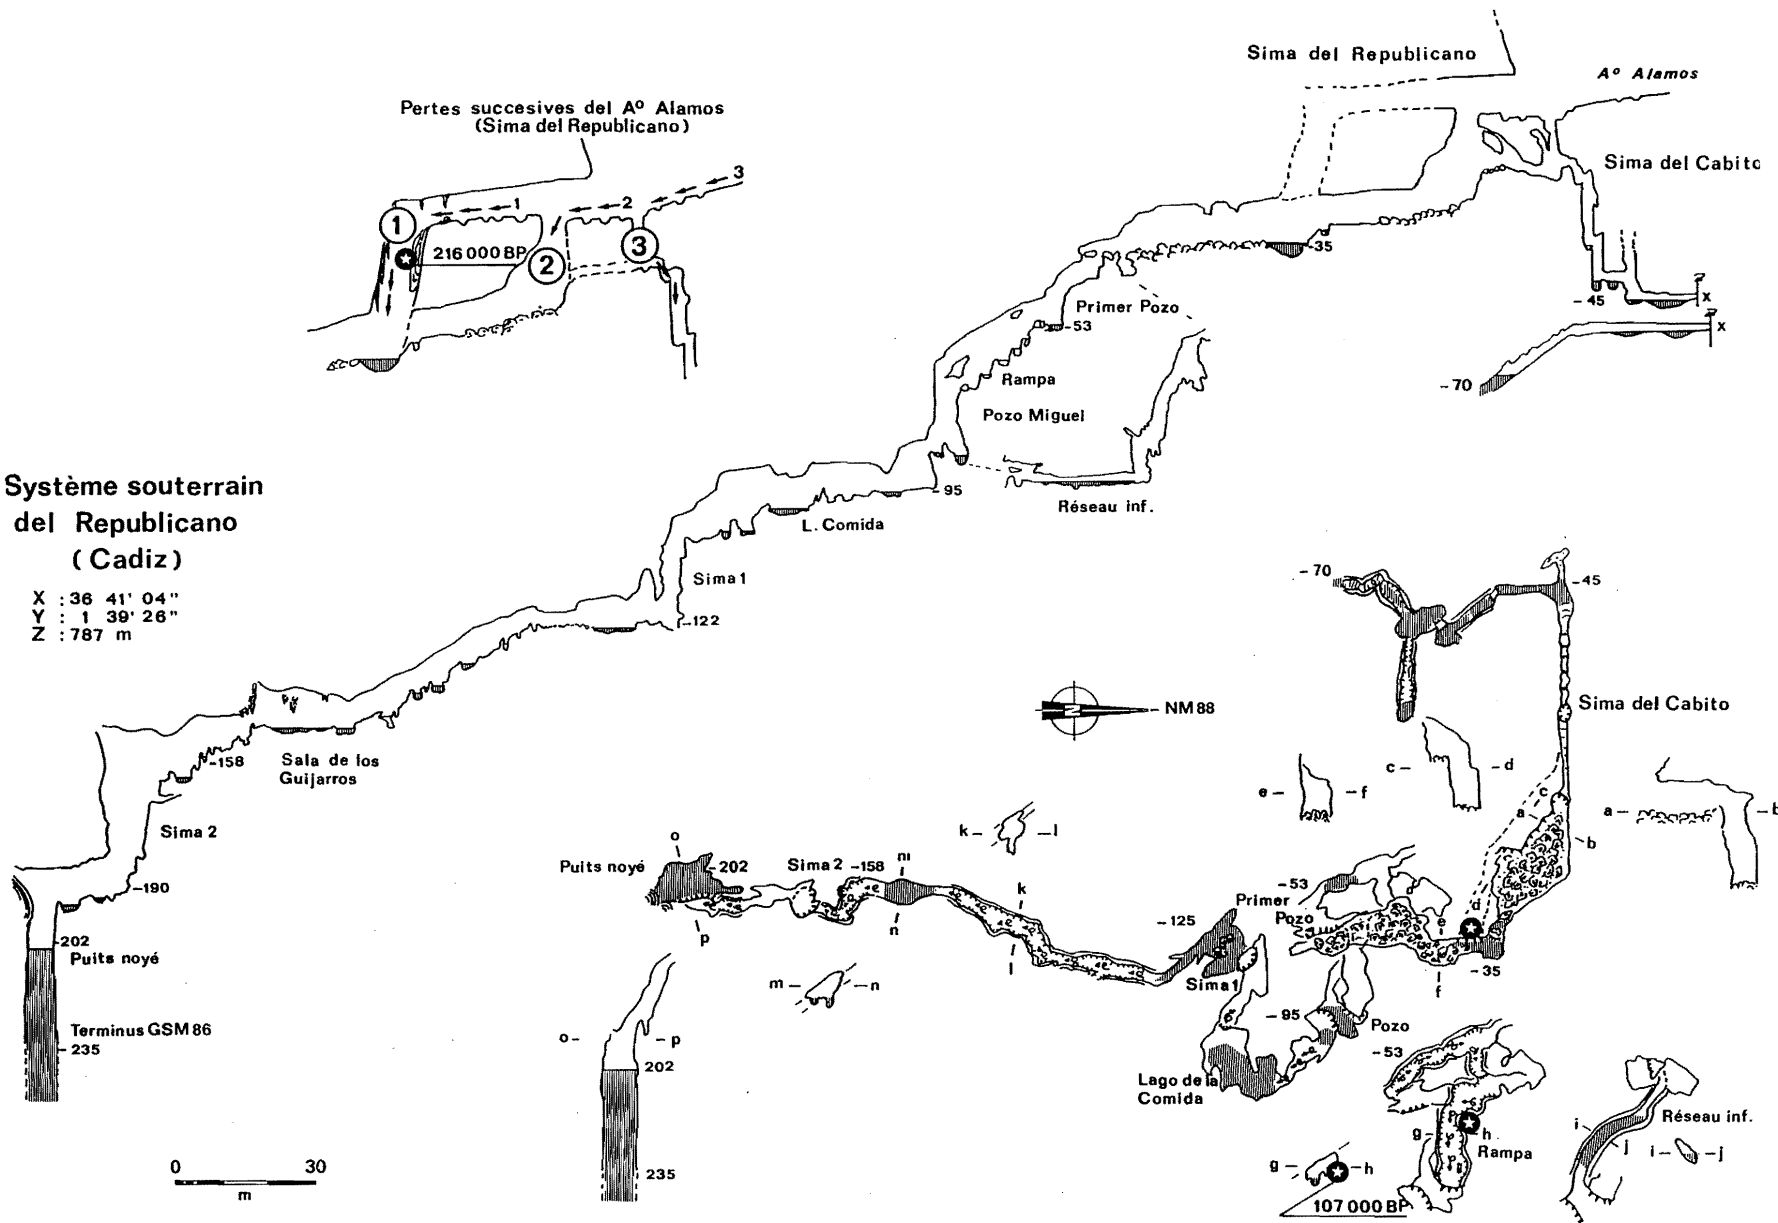 Sima del Republicano
Aº Alamos
Pertes succesives del Aº Alamos
(Sima del Republicano)
Sima del Cabito
3
1
2
1
216 000 BP
2
3
-35
-45
x
x
-70
Primer Pozo
-53
Rampa
Pozo Miguel
Système souterrain
del Republicano
(Cadiz)
X : 36 41' 04"
Y : 1 39' 26"
Z : 787 m
-95
L. Comida
Réseau inf.
Sima 1
-122
-70
-45
NM 88
Sima del Cabito
Sala de los
Guijarros
-158
Sima 2
-190
-202
Puits noyé
Terminus GSM 86
-235
c - - d
e - - f
a - - b
c
a
b
k - - l
o
Puits noyé
-202
Sima 2 -158
m
n
p
k
l
-125
Sima 1
-53
Primer
Pozo
d
e
f
-35
m - - n
o - - p
202
235
-95
Pozo
Lago de la
Comida
-53
g
h
Rampa
g - - h
107 000 BP
Réseau inf.
i
j
i - - j
0 30
m